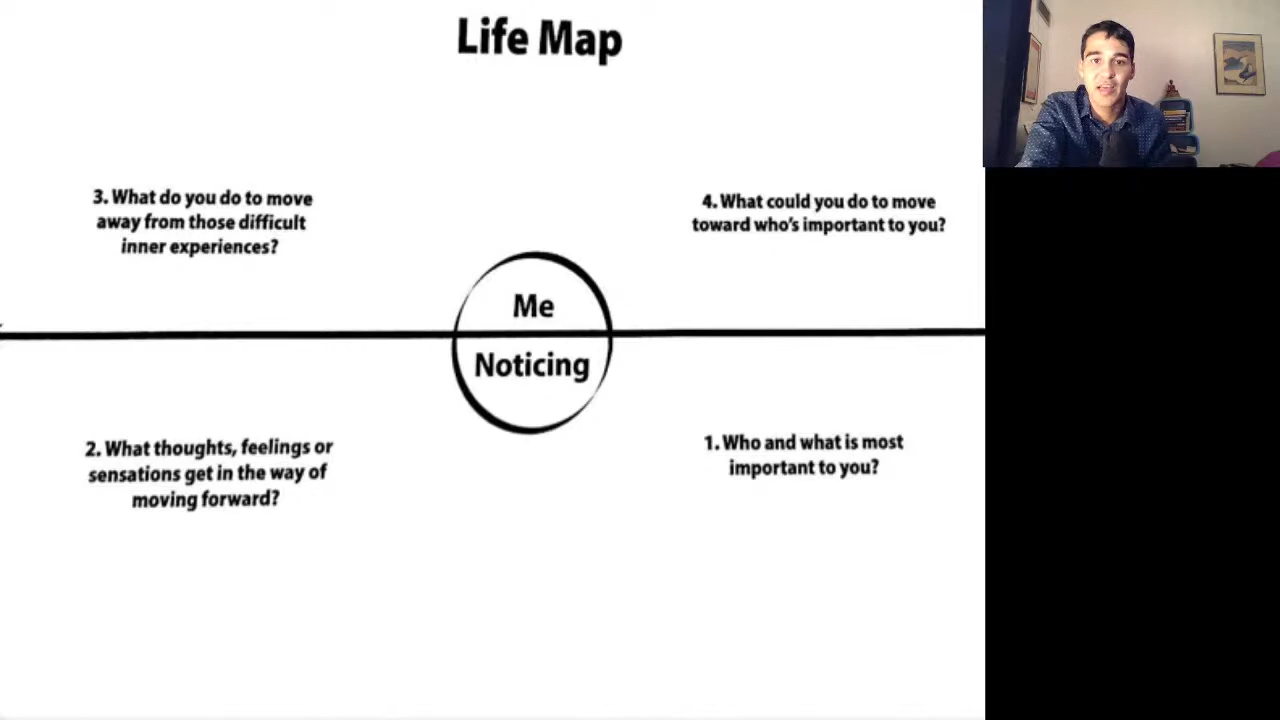 Life Map
3. What do you do to move
away from those difficult
inner experiences?
4. What could you do to move
toward who's important to you?
Me
Noticing
2. What thoughts, feelings or
sensations get in the way of
moving forward?
1. Who and what is most
important to you?